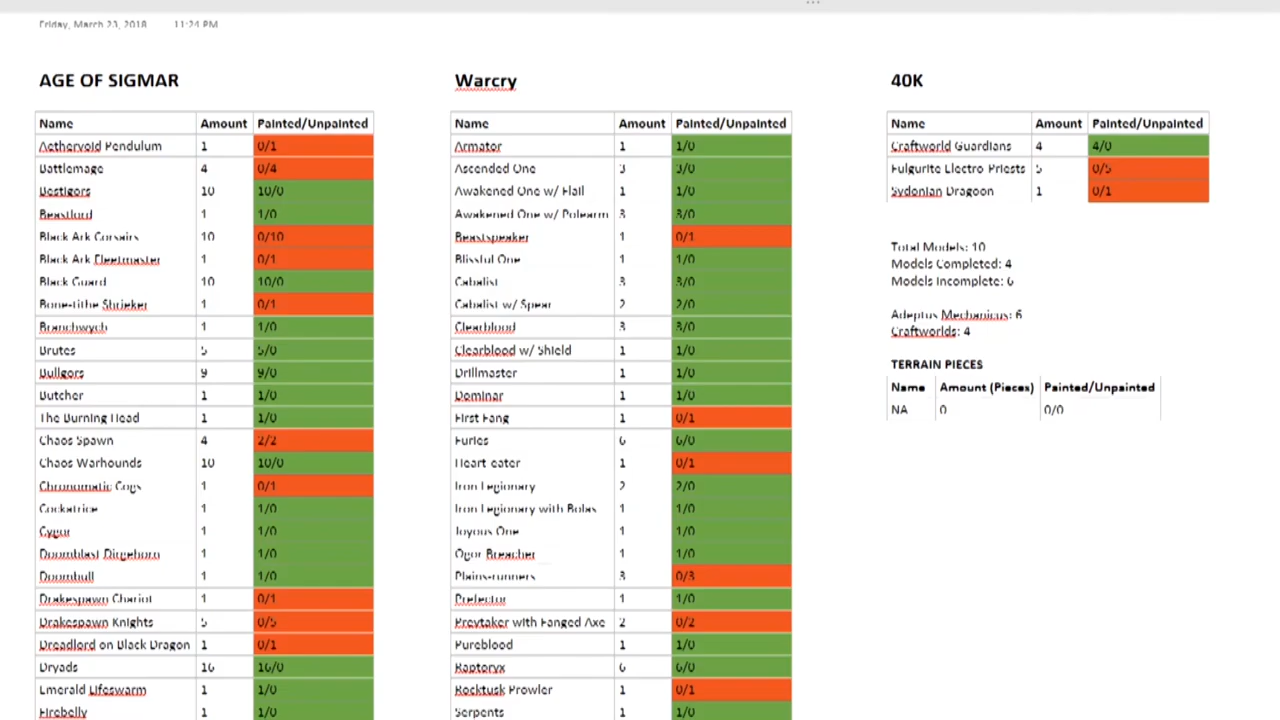 Friday, March 23, 2018 11:24 PM
AGE OF SIGMAR
Name Amount Painted/Unpainted
Aethervoid Pendulum 1 0/1
Battlemage 4 0/4
Bestigors 10 10/0
Beastlord 1 1/0
Black Ark Corsairs 10 0/10
Black Ark Fleetmaster 1 0/1
Black Guard 10 10/0
Bone-tithe Shrieker 1 0/1
Branchwych 1 1/0
Brutes 5 5/0
Bullgors 9 9/0
Butcher 1 1/0
The Burning Head 1 1/0
Chaos Spawn 4 2/2
Chaos Warhounds 10 10/0
Chronomatic Cogs 1 0/1
Cockatrice 1 1/0
Cygor 1 1/0
Doomblast Dirgehorn 1 1/0
Doombull 1 1/0
Drakespawn Chariot 1 0/1
Drakespawn Knights 5 0/5
Dreadlord on Black Dragon 1 0/1
Dryads 16 16/0
Emerald Lifeswarm 1 1/0
Firebelly 1 1/0
Warcry
Name Amount Painted/Unpainted
Armator 1 1/0
Ascended One 3 3/0
Awakened One w/ Flail 1 1/0
Awakened One w/ Polearm 3 3/0
Beastspeaker 1 0/1
Blissful One 1 1/0
Cabalist 3 3/0
Cabalist w/ Spear 2 2/0
Clearblood 3 3/0
Clearblood w/ Shield 1 1/0
Drillmaster 1 1/0
Dominar 1 1/0
First Fang 1 0/1
Furies 6 6/0
Heart-eater 1 0/1
Iron Legionary 2 2/0
Iron Legionary with Bolas 1 1/0
Joyous One 1 1/0
Ogor Breacher 1 1/0
Plains-runners 3 0/3
Prefector 1 1/0
Preytaker with Fanged Axe 2 0/2
Pureblood 1 1/0
Raptoryx 6 6/0
Rocktusk Prowler 1 0/1
Serpents 1 1/0
40K
Name Amount Painted/Unpainted
Craftworld Guardians 4 4/0
Fulgurite Electro Priests 5 0/5
Sydonian Dragoon 1 0/1
Total Models: 10
Models Completed: 4
Models Incomplete: 6
Adeptus Mechanicus: 6
Craftworlds: 4
TERRAIN PIECES
Name Amount (Pieces) Painted/Unpainted
NA 0 0/0